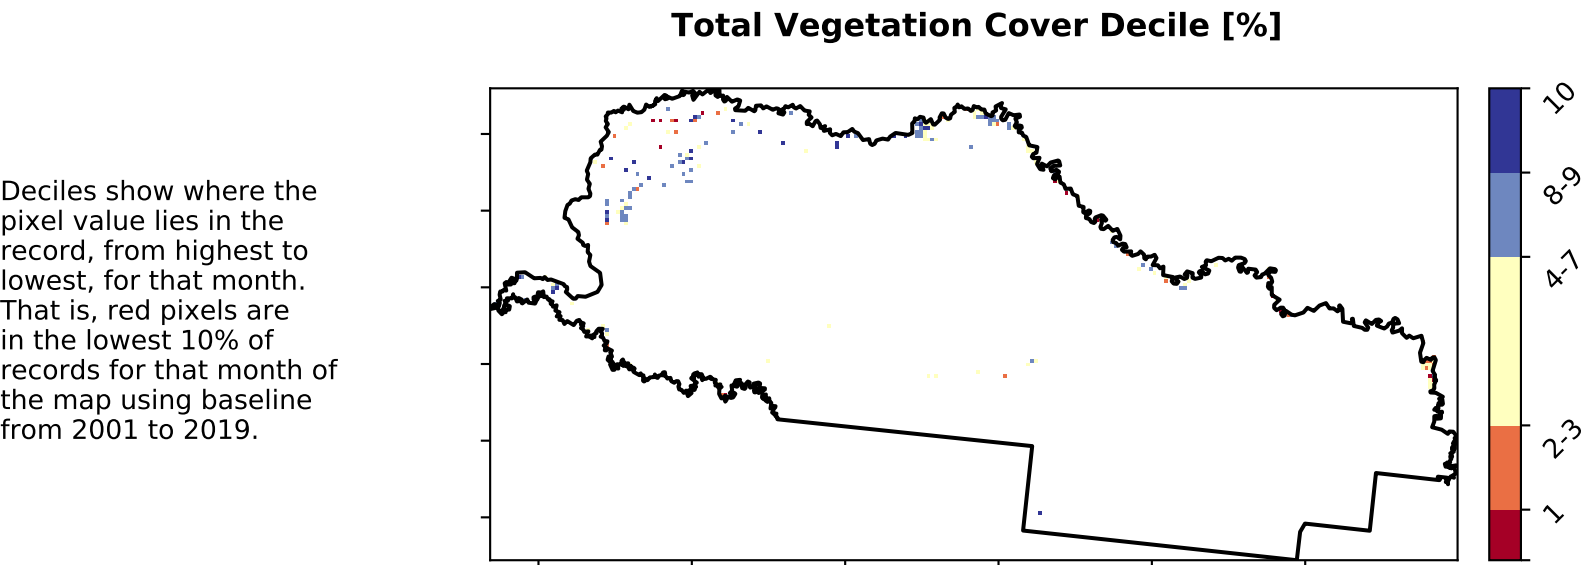 Total Vegetation Cover Decile [%]
Deciles show where the
pixel value lies in the
record, from highest to
lowest, for that month.
That is, red pixels are
in the lowest 10% of
records for that month of
the map using baseline
from 2001 to 2019.
10
8-9
4-7
2-3
1